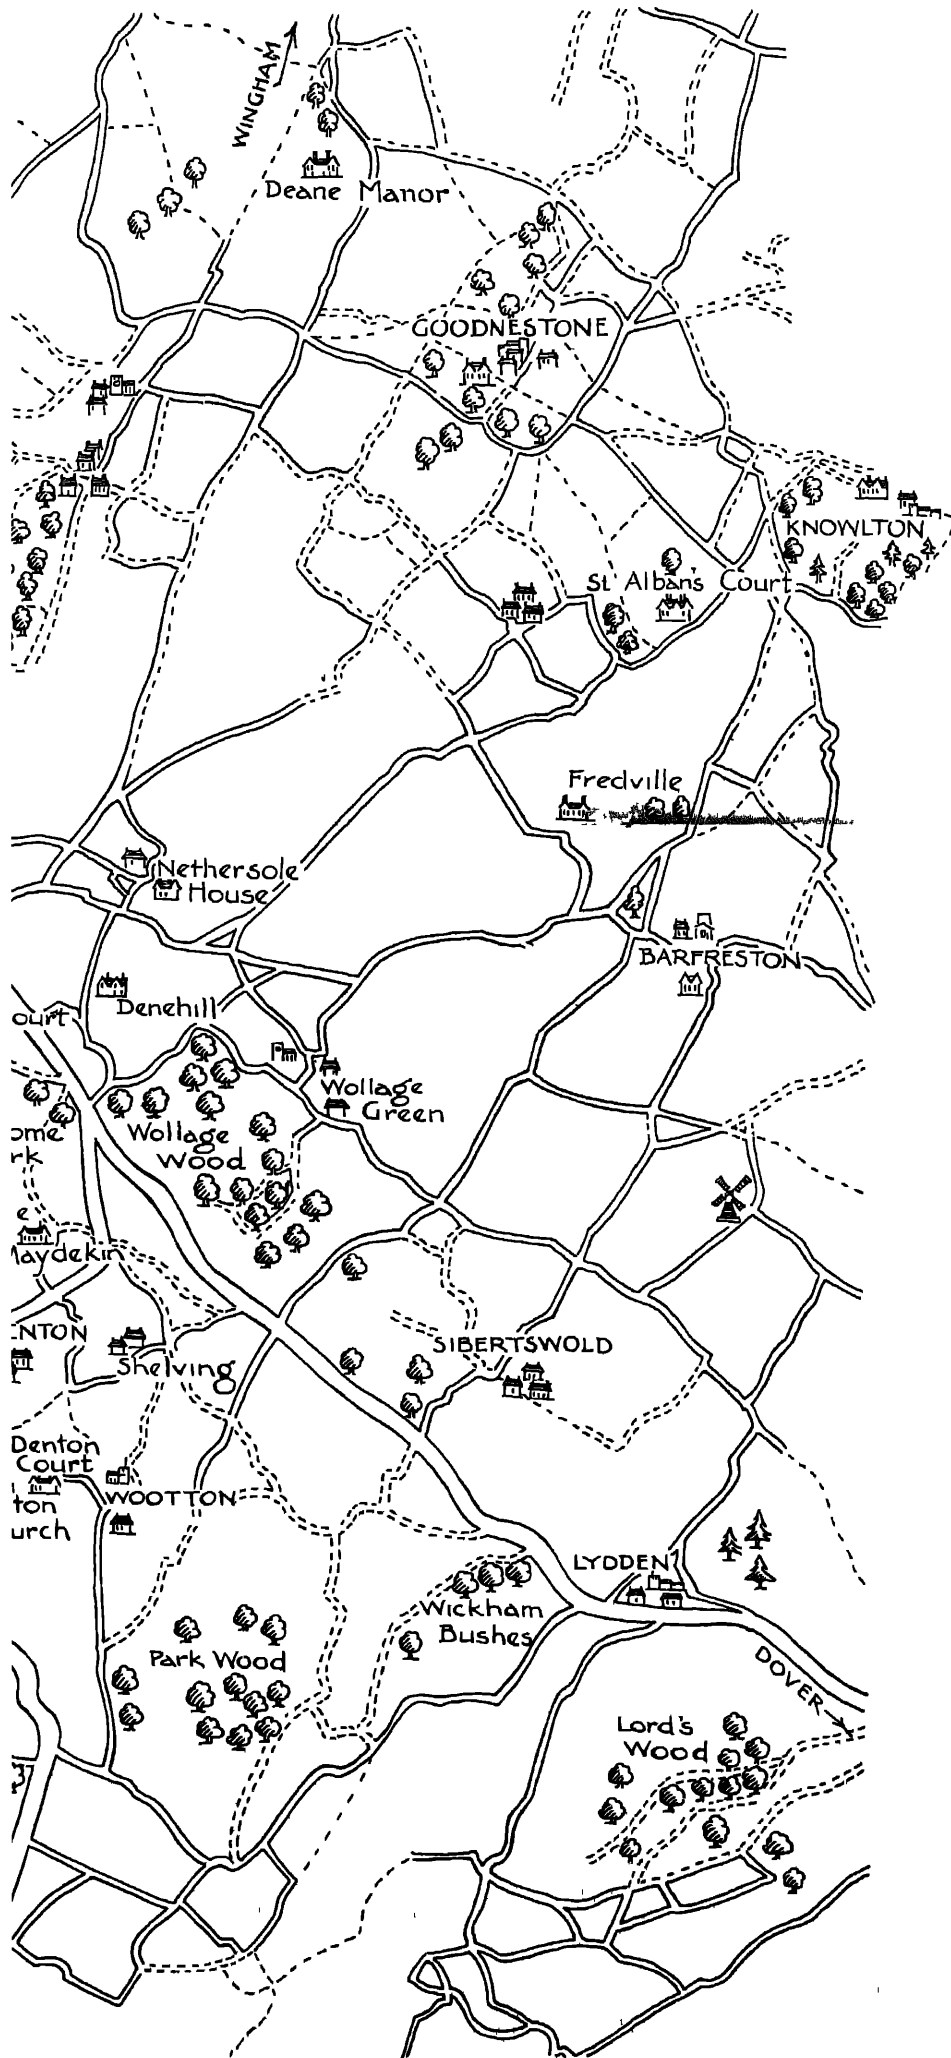 WINGHAM
Deane Manor
GOODNESTONE
KNOWLTON
St Alban's Court
Fredville
Nethersole
House
BARFRESTON
Denehill
ourt
Wollage
Green
ome
rk
Wollage
Wood
e
Maydekin
ENTON
SIBERTSWOLD
Shelving
Denton
Court
WOOTTON
ton
urch
LYDDEN
Wickham
Bushes
Park Wood
DOVER
Lord's
Wood